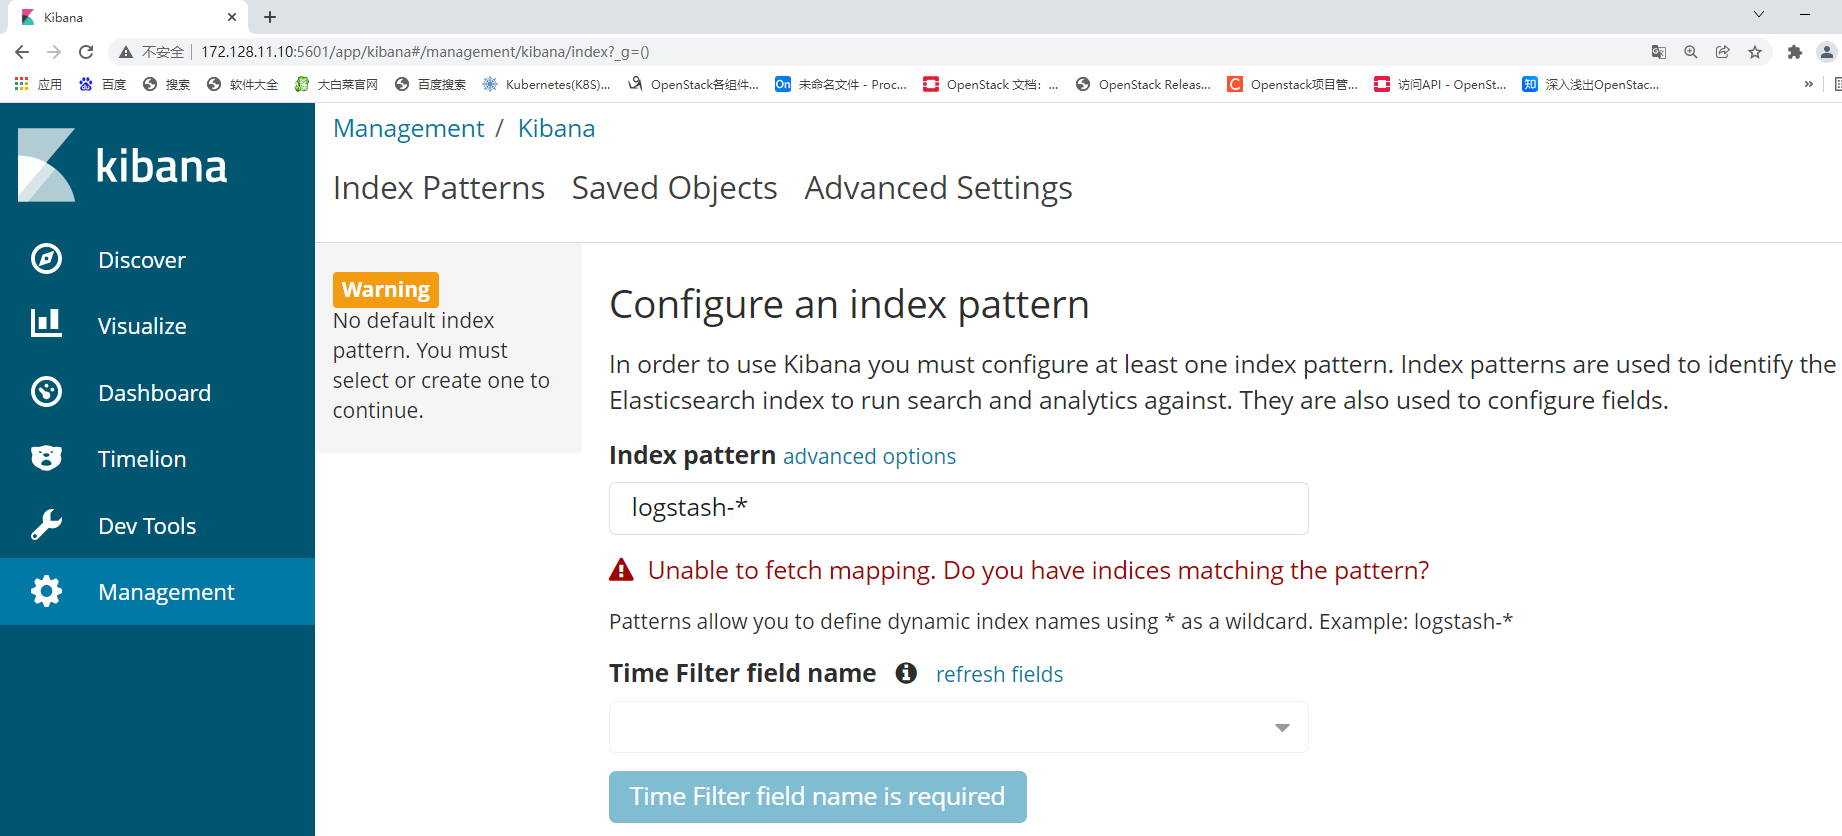 Kibana
不安全 172.128.11.10:5601/app/kibana#/management/kibana/index?_g=()
应用 百度 搜索 软件大全 大白菜官网 百度搜索 Kubernetes(K8S)... OpenStack各组件... On 未命名文件 - Proc... OpenStack 文档: ... OpenStack Releas... C Openstack项目管... 访问API - OpenSt... 知 深入浅出OpenStac... »
kibana
Discover
Visualize
Dashboard
Timelion
Dev Tools
Management
Management / Kibana
Index Patterns Saved Objects Advanced Settings
Warning
No default index
pattern. You must
select or create one to
continue.
Configure an index pattern
In order to use Kibana you must configure at least one index pattern. Index patterns are used to identify the
Elasticsearch index to run search and analytics against. They are also used to configure fields.
Index pattern advanced options
logstash-*
Unable to fetch mapping. Do you have indices matching the pattern?
Patterns allow you to define dynamic index names using * as a wildcard. Example: logstash-*
Time Filter field name refresh fields
Time Filter field name is required